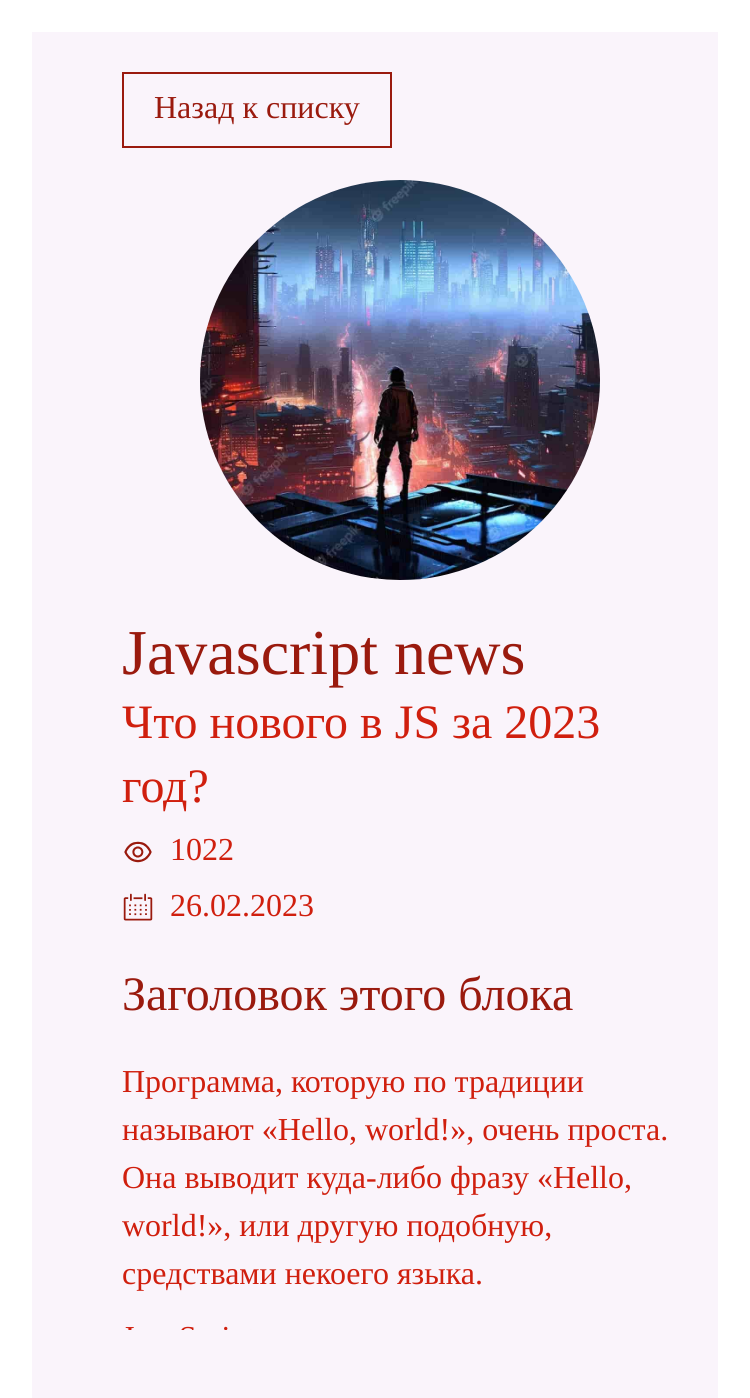 Назад к списку
freepik
Javascript news
Что нового в JS за 2023
год?
1022
26.02.2023
Заголовок этого блока
Программа, которую по традиции
называют «Hello, world!», очень проста.
Она выводит куда-либо фразу «Hello,
world!», или другую подобную,
средствами некоего языка.